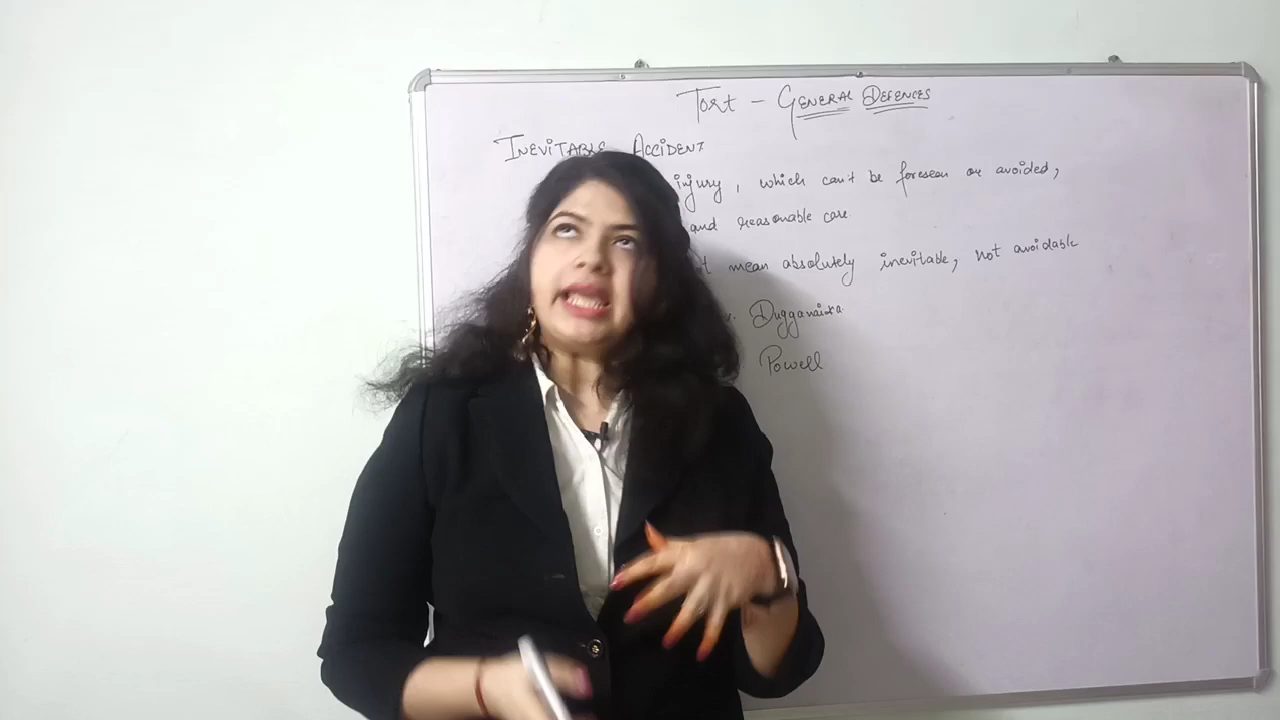 Tort - GENERAL DEFENCES
INEVITABLE ACCIDENT
injury, which can't be foreseen or avoided,
and reasonable care
mean absolutely inevitable, not avoidable
Powell